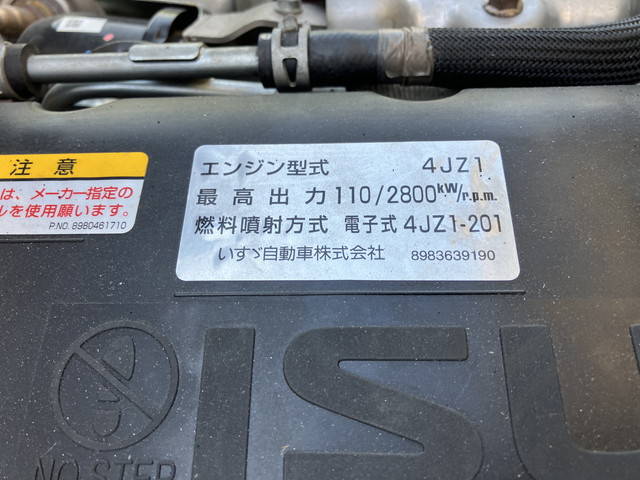 注意
は、メーカー指定の
ルを使用願います。
P.NO. 8980461710
エンジン型式 4JZ1
最高出力 110/2800kW/r.p.m.
燃料噴射方式 電子式 4JZ1-201
いすゞ自動車株式会社 8983639190
ISU
NO STEP